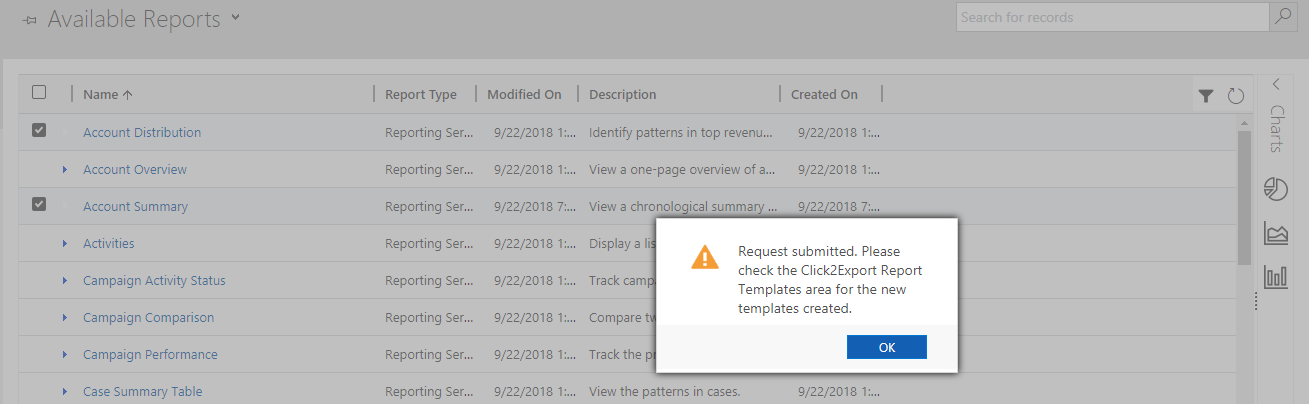 Available Reports
Search for records
Name Report Type Modified On Description Created On
Account Distribution Reporting Ser... 9/22/2018 1:... Identify patterns in top revenu... 9/22/2018 1:...
Account Overview Reporting Ser... 9/22/2018 1:... View a one-page overview of a... 9/22/2018 1:...
Account Summary Reporting Ser... 9/22/2018 7:... View a chronological summary ... 9/22/2018 7:...
Activities Reporting Ser... 9/22/2018 1:... Display a lis
Campaign Activity Status Reporting Ser... 9/22/2018 1:... Track camp
Campaign Comparison Reporting Ser... 9/22/2018 1:... Compare tw
Campaign Performance Reporting Ser... 9/22/2018 1:... Track the pr
Case Summary Table Reporting Ser... 9/22/2018 1:... View the patterns in cases. 9/22/2018 1:...
Request submitted. Please
check the Click2Export Report
Templates area for the new
templates created.
OK
Charts